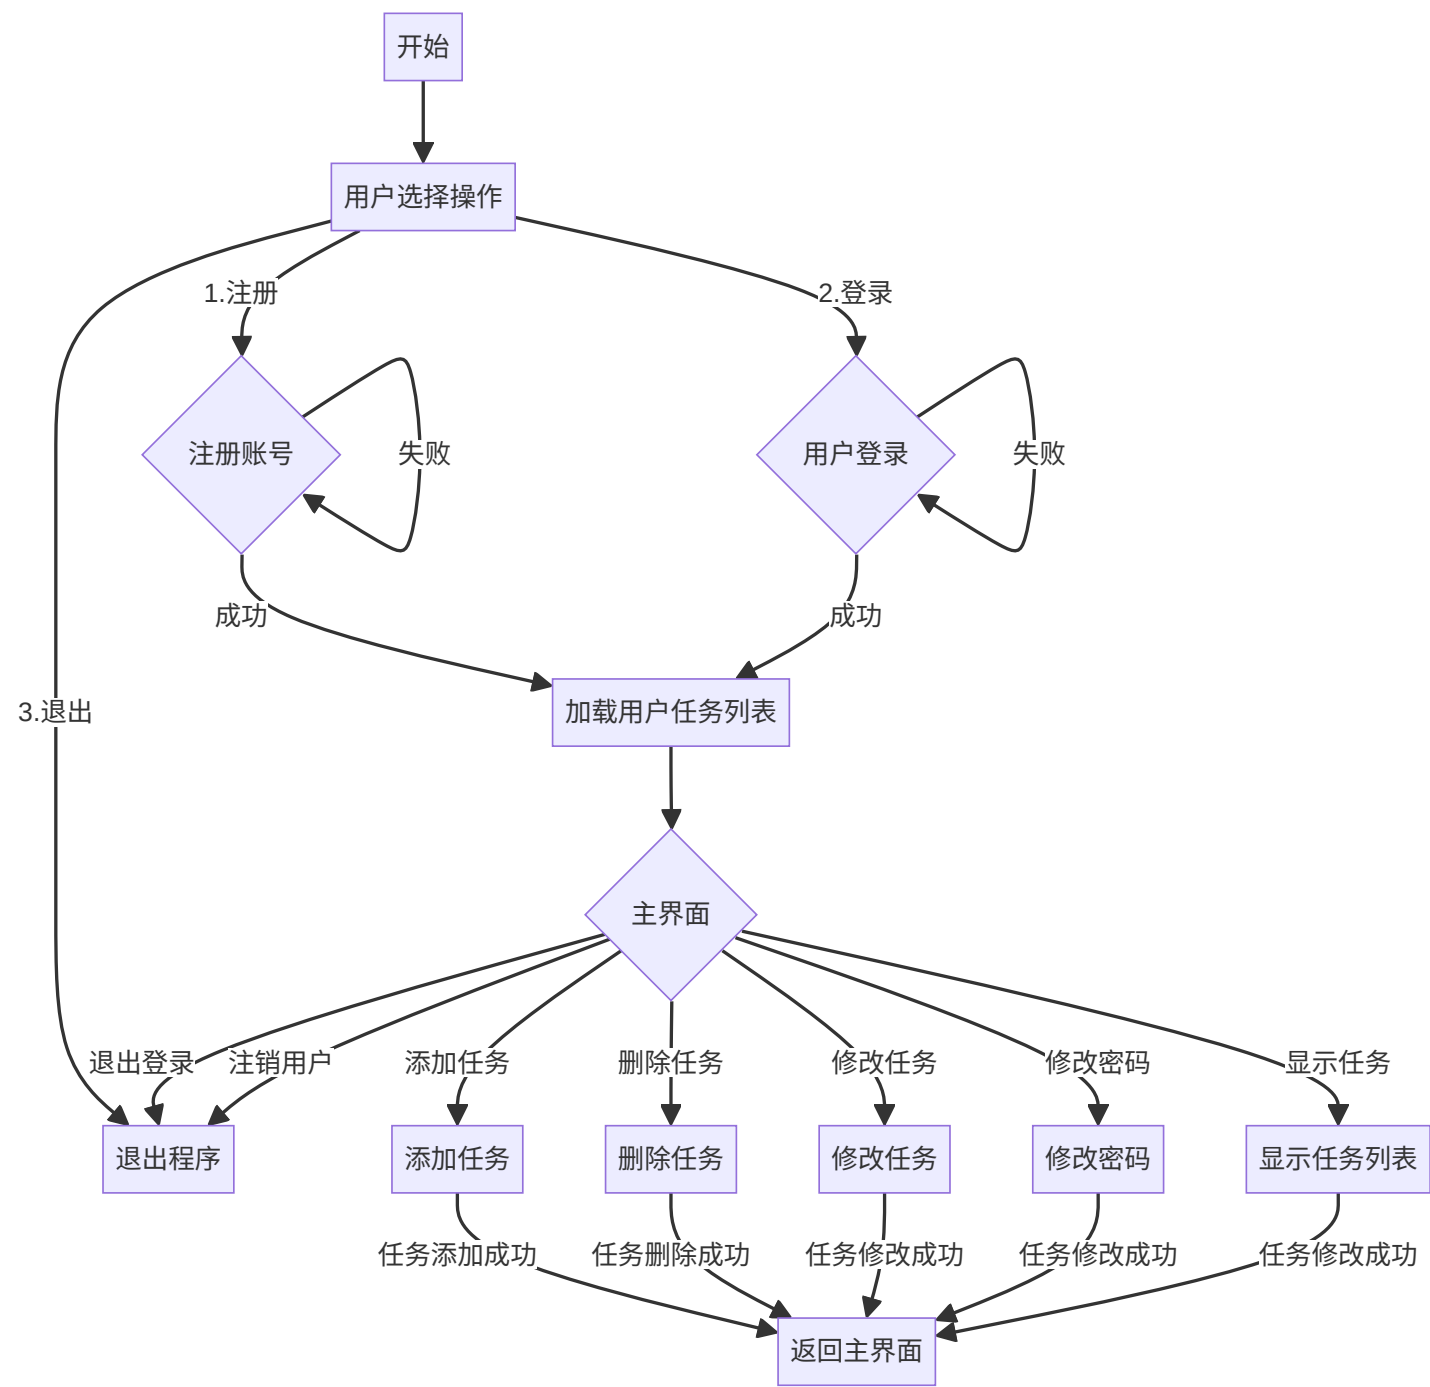 开始
用户选择操作
1.注册
2.登录
注册账号
失败
用户登录
失败
成功
成功
3.退出
加载用户任务列表
主界面
退出登录
注销用户
添加任务
删除任务
修改任务
修改密码
显示任务
退出程序
添加任务
删除任务
修改任务
修改密码
显示任务列表
任务添加成功
任务删除成功
任务修改成功
任务修改成功
任务修改成功
返回主界面